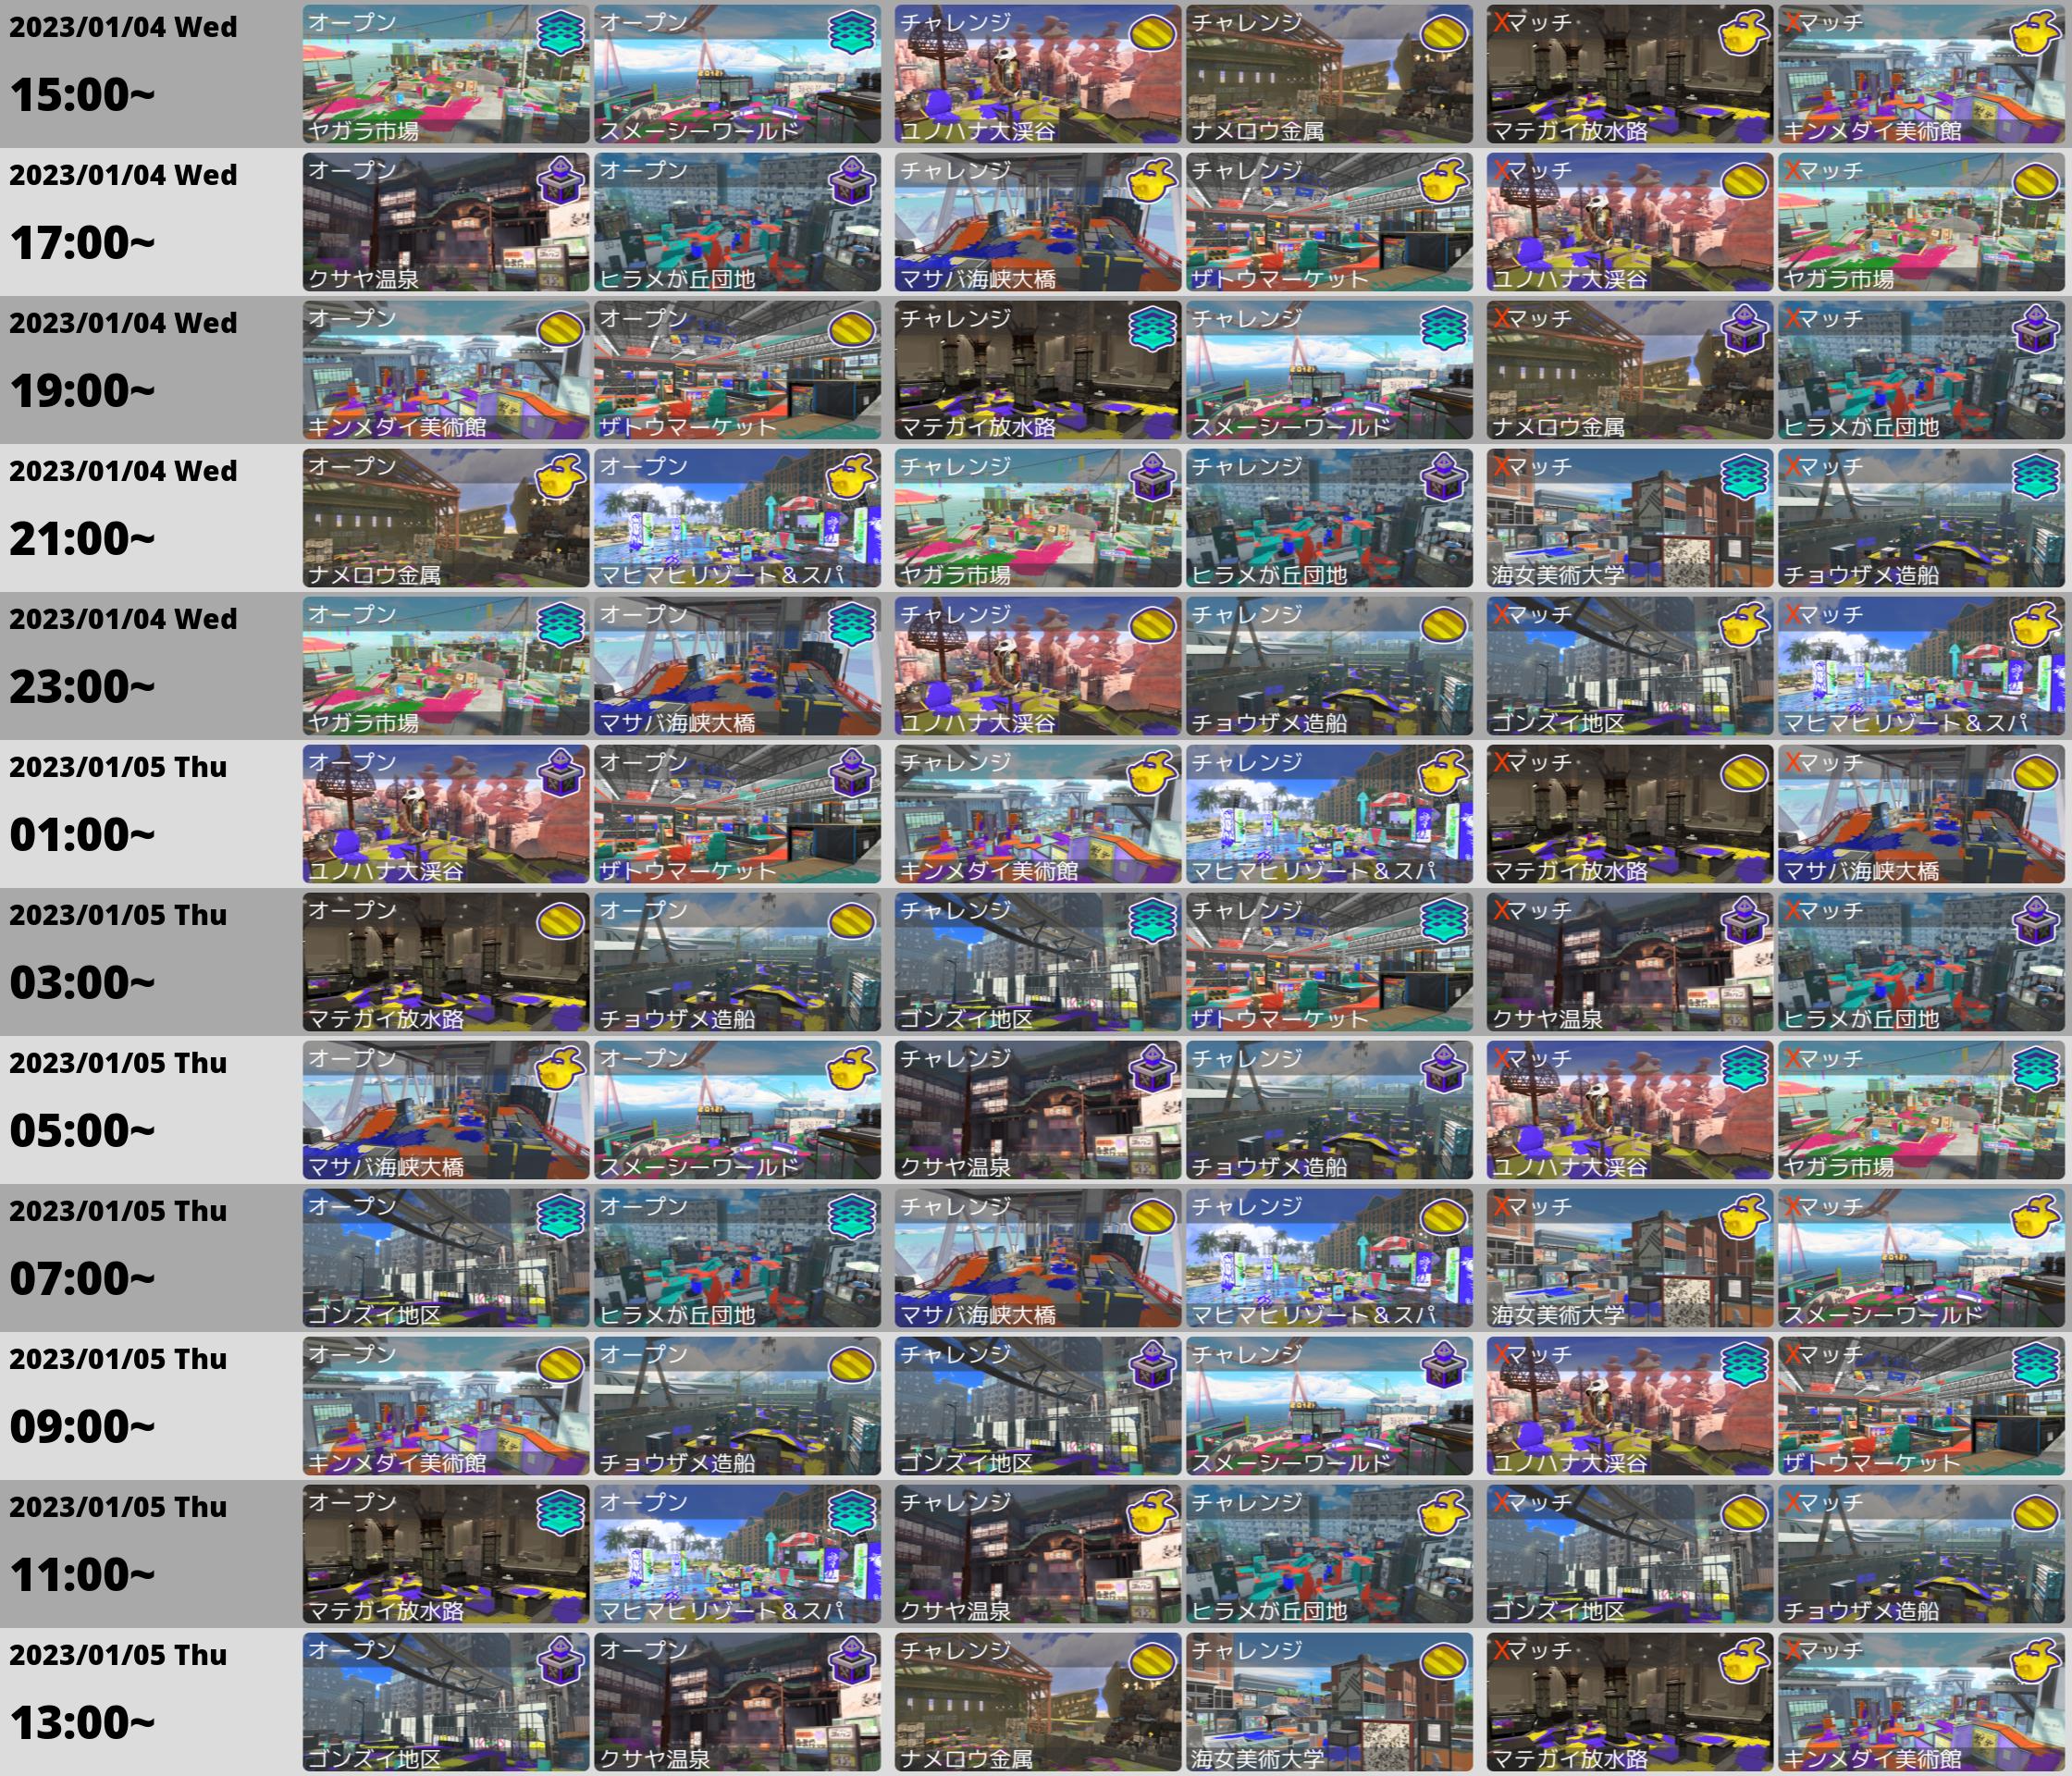 2023/01/04 Wed
15:00~
オープン オープン チャレンジ チャレンジ Xマッチ Xマッチ
ヤガラ市場 スメーシーワールド ユノハナ大渓谷 ナメロウ金属 マテガイ放水路 キンメダイ美術館
2023/01/04 Wed
17:00~
オープン オープン チャレンジ チャレンジ Xマッチ Xマッチ
クサヤ温泉 ヒラメが丘団地 マサバ海峡大橋 ザトウマーケット ユノハナ大渓谷 ヤガラ市場
2023/01/04 Wed
19:00~
オープン オープン チャレンジ チャレンジ Xマッチ Xマッチ
キンメダイ美術館 ザトウマーケット マテガイ放水路 スメーシーワールド ナメロウ金属 ヒラメが丘団地
2023/01/04 Wed
21:00~
オープン オープン チャレンジ チャレンジ Xマッチ Xマッチ
ナメロウ金属 マヒマヒリゾート＆スパ ヤガラ市場 ヒラメが丘団地 海女美術大学 チョウザメ造船
2023/01/04 Wed
23:00~
オープン オープン チャレンジ チャレンジ Xマッチ Xマッチ
ヤガラ市場 マサバ海峡大橋 ユノハナ大渓谷 チョウザメ造船 ゴンズイ地区 マヒマヒリゾート＆スパ
2023/01/05 Thu
01:00~
オープン オープン チャレンジ チャレンジ Xマッチ Xマッチ
ユノハナ大渓谷 ザトウマーケット キンメダイ美術館 マヒマヒリゾート＆スパ マテガイ放水路 マサバ海峡大橋
2023/01/05 Thu
03:00~
オープン オープン チャレンジ チャレンジ Xマッチ Xマッチ
マテガイ放水路 チョウザメ造船 ゴンズイ地区 ザトウマーケット クサヤ温泉 ヒラメが丘団地
2023/01/05 Thu
05:00~
オープン オープン チャレンジ チャレンジ Xマッチ Xマッチ
マサバ海峡大橋 スメーシーワールド クサヤ温泉 チョウザメ造船 ユノハナ大渓谷 ヤガラ市場
2023/01/05 Thu
07:00~
オープン オープン チャレンジ チャレンジ Xマッチ Xマッチ
ゴンズイ地区 ヒラメが丘団地 マサバ海峡大橋 マヒマヒリゾート＆スパ 海女美術大学 スメーシーワールド
2023/01/05 Thu
09:00~
オープン オープン チャレンジ チャレンジ Xマッチ Xマッチ
キンメダイ美術館 チョウザメ造船 ゴンズイ地区 スメーシーワールド ユノハナ大渓谷 ザトウマーケット
2023/01/05 Thu
11:00~
オープン オープン チャレンジ チャレンジ Xマッチ Xマッチ
マテガイ放水路 マヒマヒリゾート＆スパ クサヤ温泉 ヒラメが丘団地 ゴンズイ地区 チョウザメ造船
2023/01/05 Thu
13:00~
オープン オープン チャレンジ チャレンジ Xマッチ Xマッチ
ゴンズイ地区 クサヤ温泉 ナメロウ金属 海女美術大学 マテガイ放水路 キンメダイ美術館